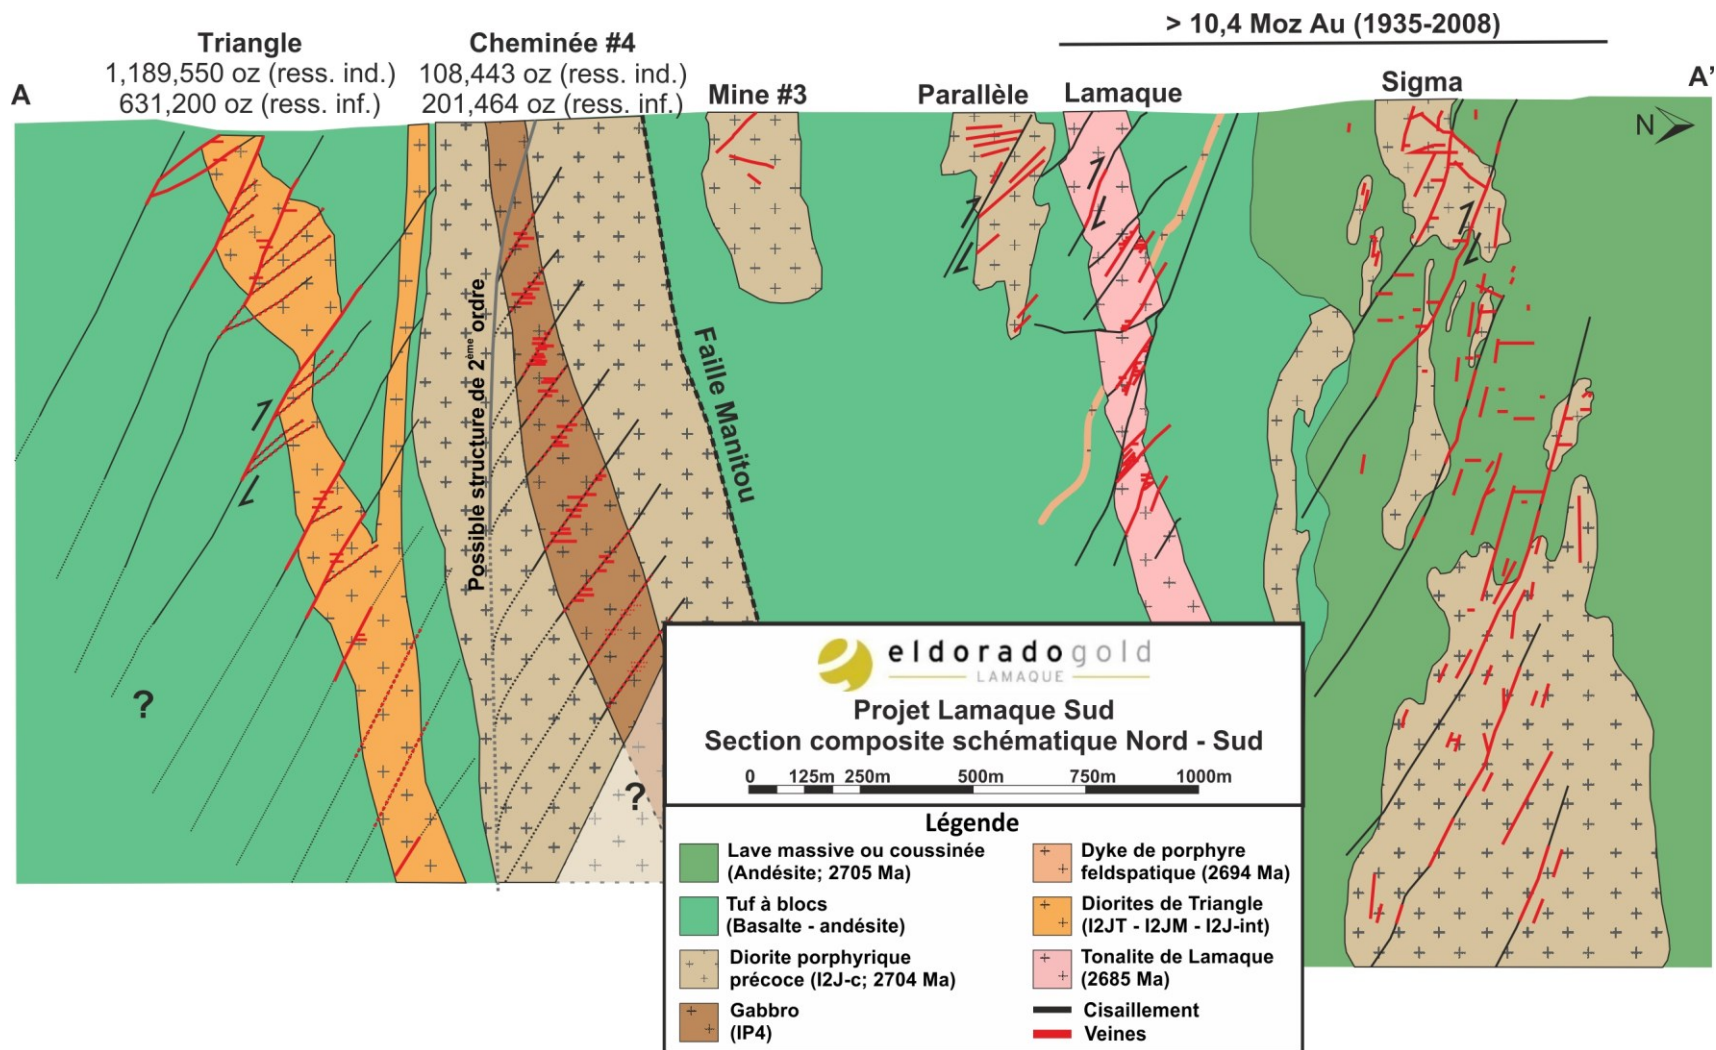 > 10,4 Moz Au (1935-2008)
Triangle
1,189,550 oz (ress. ind.)
631,200 oz (ress. inf.)
Cheminée #4
108,443 oz (ress. ind.)
201,464 oz (ress. inf.)
Mine #3
Parallèle
Lamaque
Sigma
A
A'
N
Possible structure de 2ème ordre
Faille Manitou
?
?
eldoradogold
LAMAQUE
Projet Lamaque Sud
Section composite schématique Nord - Sud
0 125m 250m 500m 750m 1000m
Légende
Lave massive ou coussinée
(Andésite; 2705 Ma)
Tuf à blocs
(Basalte - andésite)
Diorite porphyrique
précoce (I2J-c; 2704 Ma)
Gabbro
(IP4)
Dyke de porphyre
feldspatique (2694 Ma)
Diorites de Triangle
(I2JT - I2JM - I2J-int)
Tonalite de Lamaque
(2685 Ma)
Cisaillement
Veines